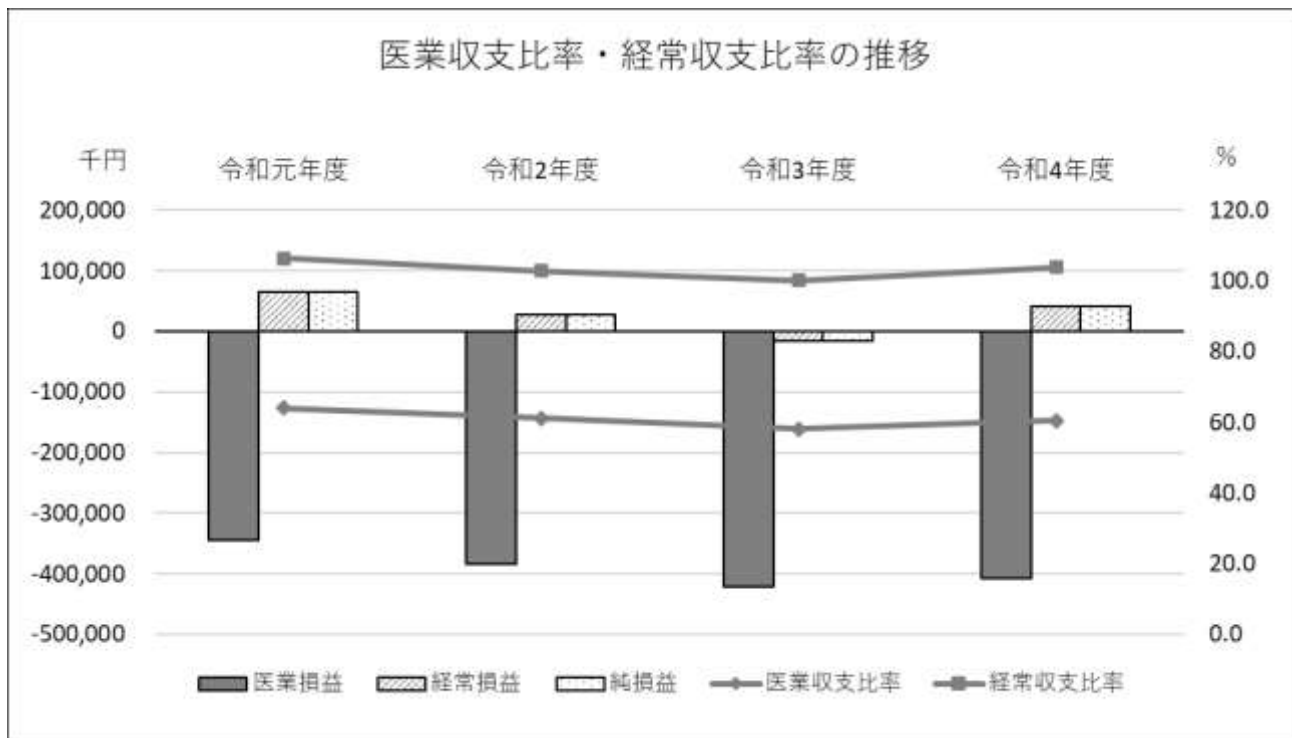 医業収支比率・経常収支比率の推移
千円 令和元年度 令和2年度 令和3年度 令和4年度 %
200,000 120.0
100,000 100.0
0 80.0
-100,000 60.0
-200,000 40.0
-300,000 20.0
-400,000 0.0
-500,000
医業損益 経常損益 純損益 医業収支比率 経常収支比率